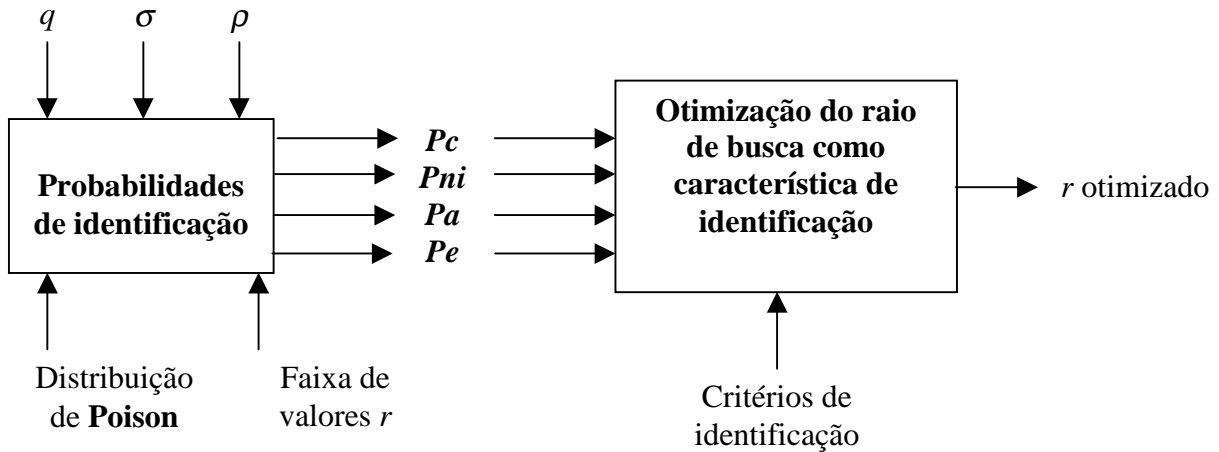 q σ ρ
Probabilidades
de identificação
Pc
Pni
Pa
Pe
Otimização do raio
de busca como
característica de
identificação
r otimizado
Distribuição
de Poison
Faixa de
valores r
Critérios de
identificação